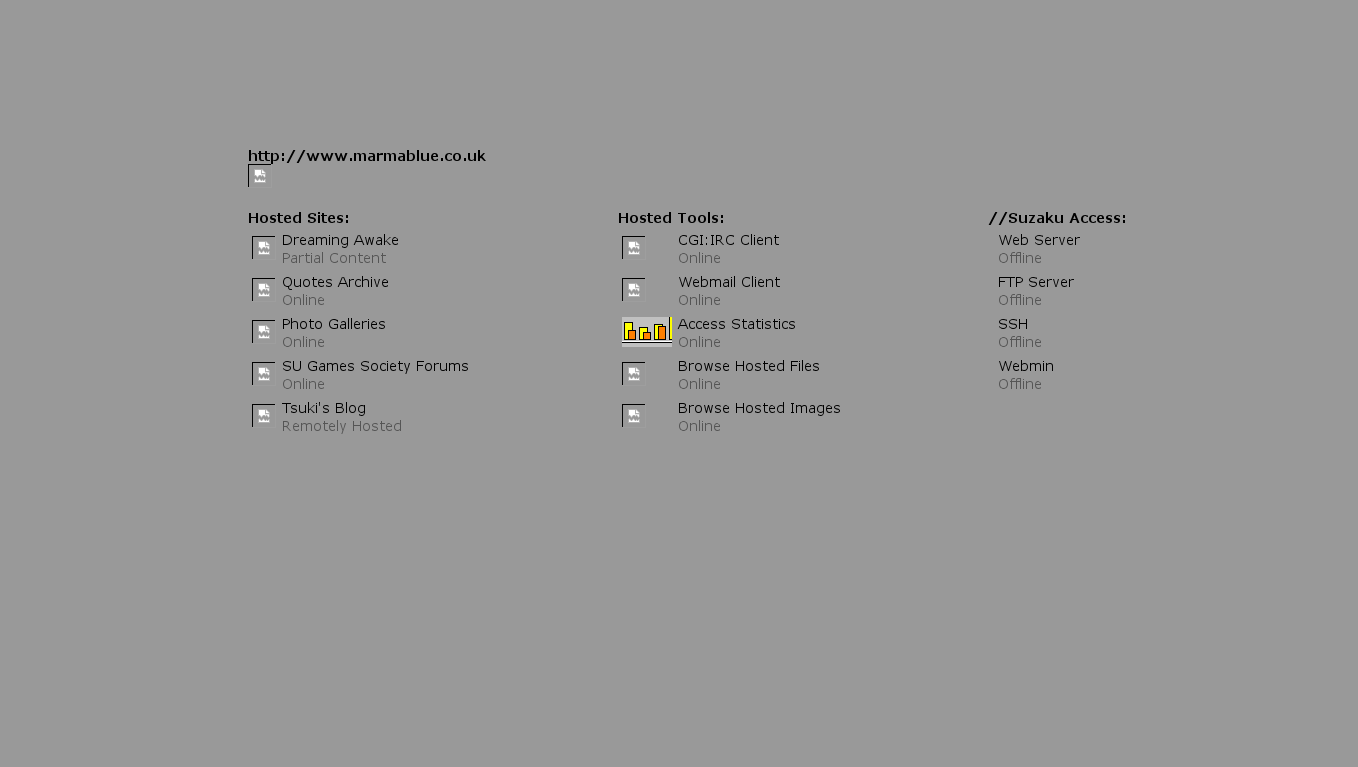 http://www.marmablue.co.uk
Hosted Sites:
Dreaming Awake
Partial Content
Quotes Archive
Online
Photo Galleries
Online
SU Games Society Forums
Online
Tsuki's Blog
Remotely Hosted
Hosted Tools:
CGI:IRC Client
Online
Webmail Client
Online
Access Statistics
Online
Browse Hosted Files
Online
Browse Hosted Images
Online
//Suzaku Access:
Web Server
Offline
FTP Server
Offline
SSH
Offline
Webmin
Offline